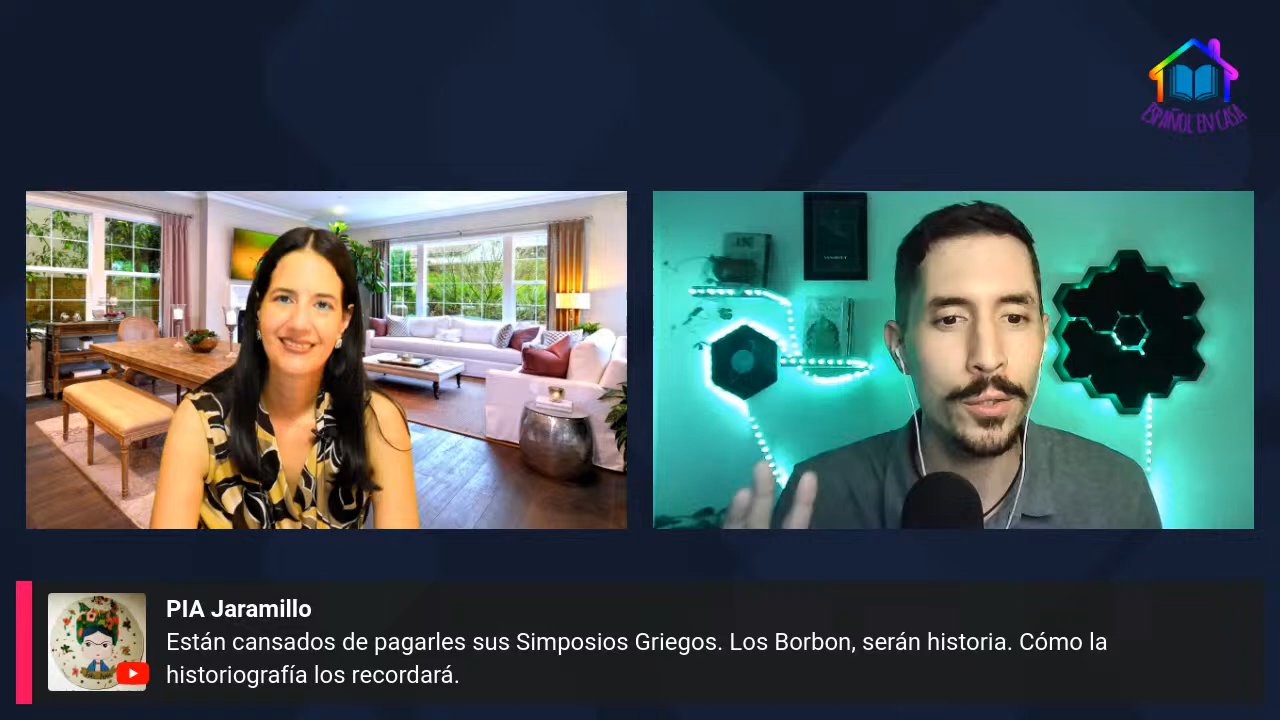 ESPAÑOL EN CASA
PIA Jaramillo
Están cansados de pagarles sus Simposios Griegos. Los Borbon, serán historia. Cómo la
historiografía los recordará.